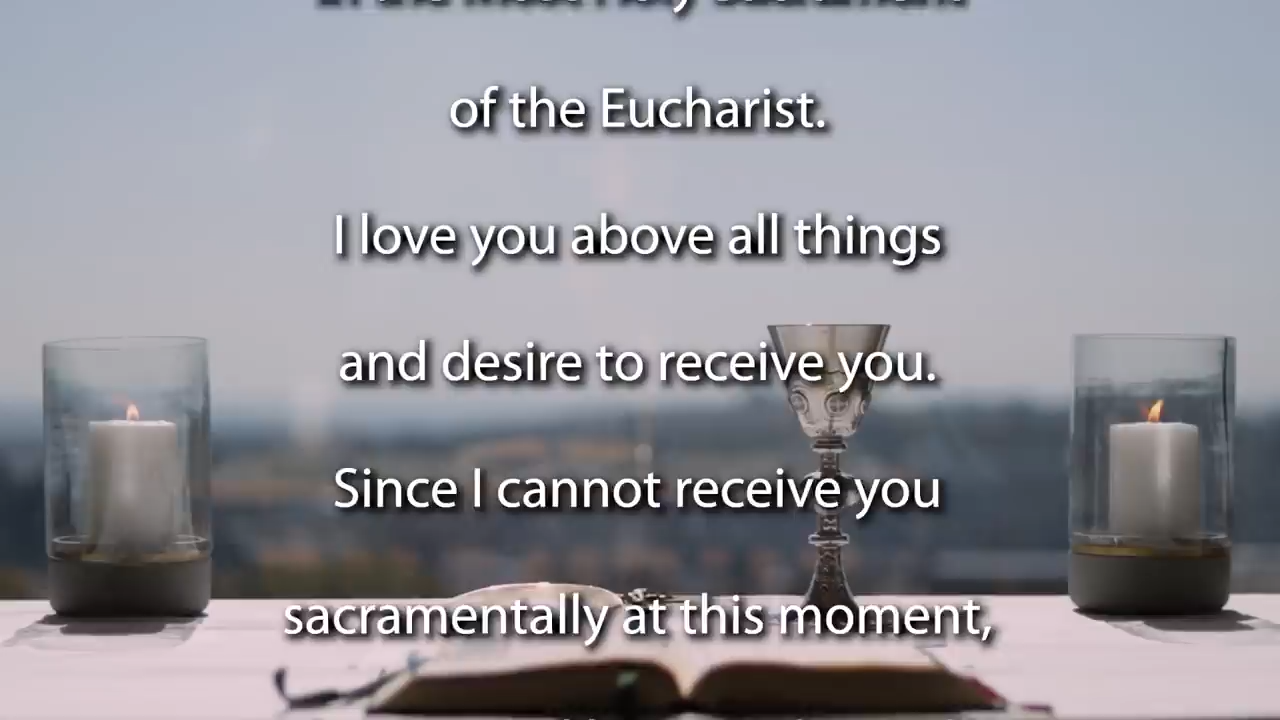 of the Eucharist.
I love you above all things
and desire to receive you.
Since I cannot receive you
sacramentally at this moment,